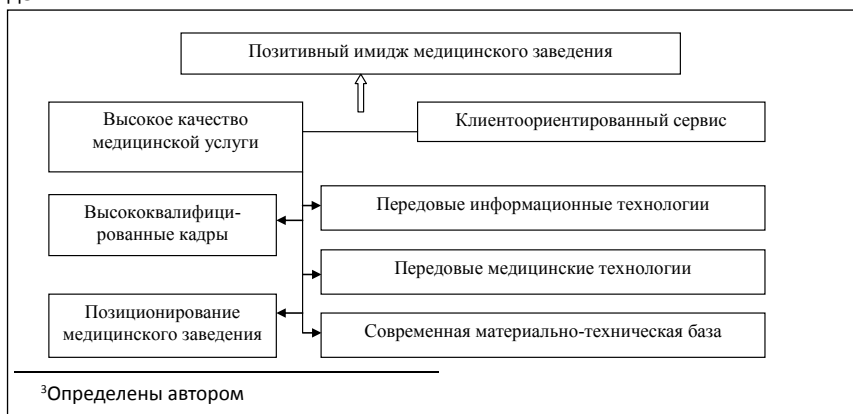 Позитивный имидж медицинского заведения
Высокое качество
медицинской услуги
Клиентоориентированный сервис
Высококвалифици-
рованные кадры
Передовые информационные технологии
Передовые медицинские технологии
Позиционирование
медицинского заведения
Современная материально-техническая база
³Определены автором